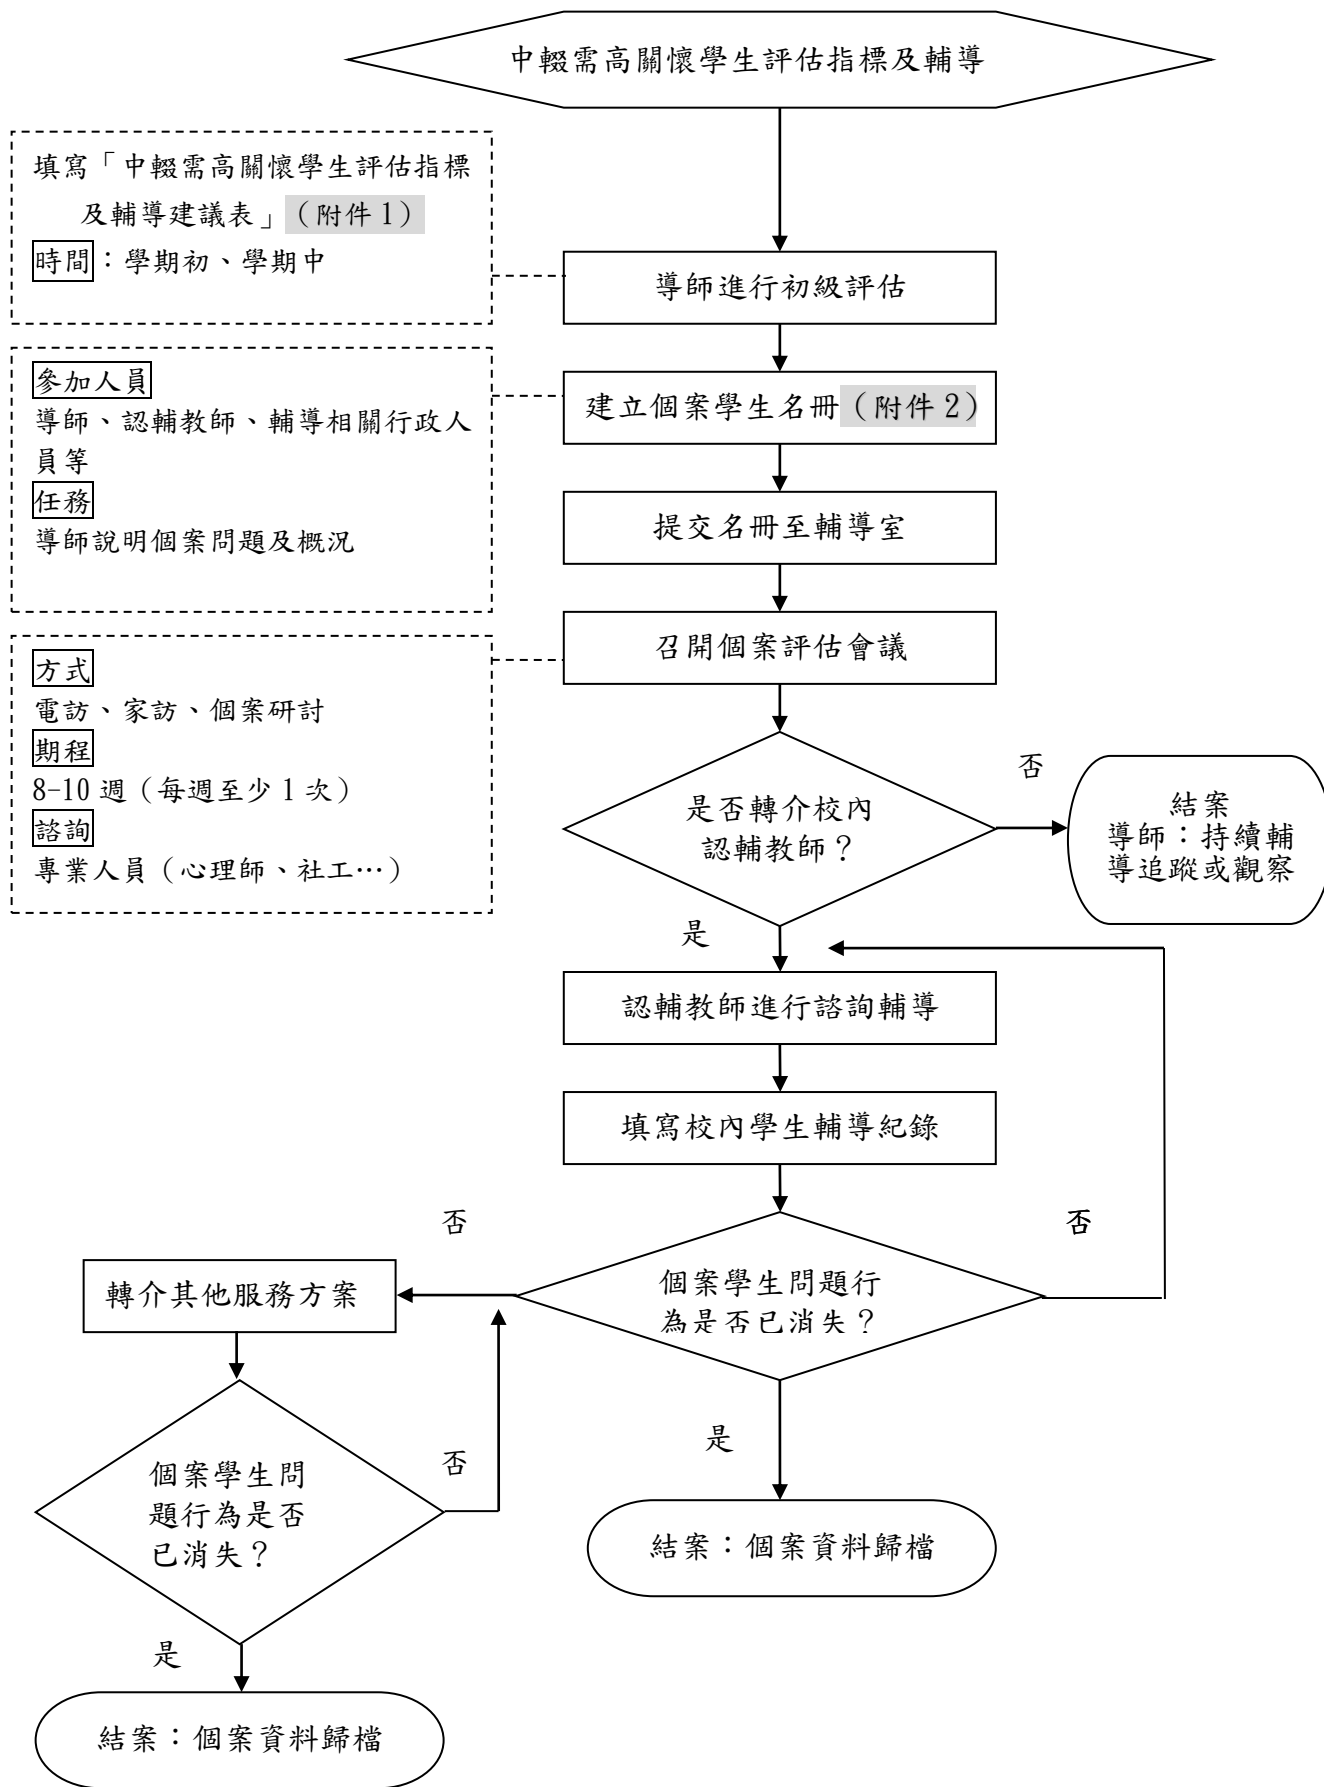 中輟需高關懷學生評估指標及輔導
填寫「中輟需高關懷學生評估指標
及輔導建議表」（附件1）
時間：學期初、學期中
導師進行初級評估
參加人員
導師、認輔教師、輔導相關行政人
員等
任務
導師說明個案問題及概況
建立個案學生名冊（附件2）
提交名冊至輔導室
召開個案評估會議
方式
電訪、家訪、個案研討
期程
8-10 週（每週至少 1 次）
諮詢
專業人員（心理師、社工…）
是否轉介校內
認輔教師？
否
結案
導師：持續輔
導追蹤或觀察
是
認輔教師進行諮詢輔導
填寫校內學生輔導紀錄
否
否
轉介其他服務方案
個案學生問題行
為是否已消失？
是
否
個案學生問
題行為是否
已消失？
結案：個案資料歸檔
是
結案：個案資料歸檔